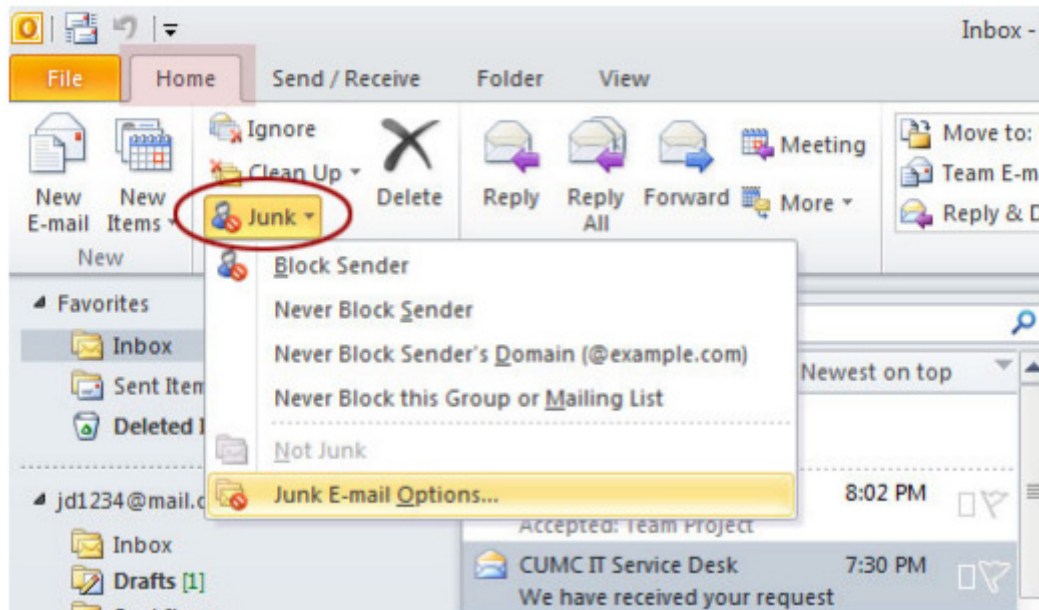 Inbox -
File Home Send / Receive Folder View
Ignore
Clean Up
Junk
New E-mail
New Items
New
Delete
Reply
Reply All
Forward
Meeting
More
Move to:
Team E-m
Reply & D
Block Sender
Never Block Sender
Never Block Sender's Domain (@example.com)
Never Block this Group or Mailing List
Not Junk
Junk E-mail Options...
Favorites
Inbox
Sent Item
Deleted I
jd1234@mail.c
Inbox
Drafts [1]
Newest on top
8:02 PM
Accepted: Team Project
CUMC IT Service Desk 7:30 PM
We have received your request